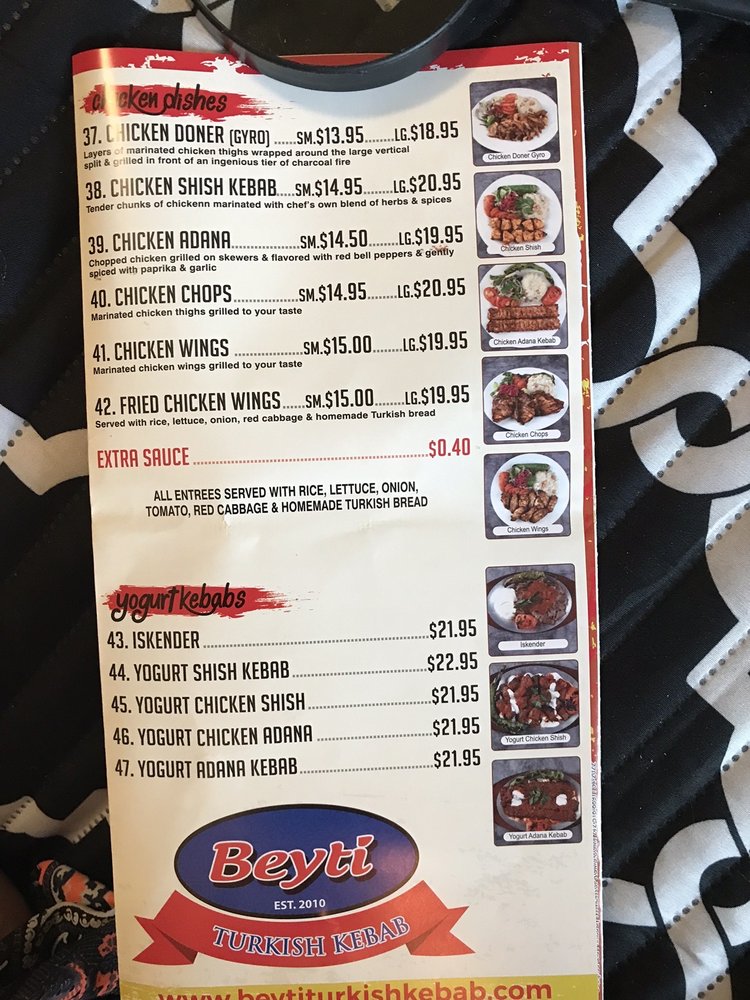 chicken dishes
37. CHICKEN DONER (GYRO) ......SM.$13.95........LG.$18.95
Layers of marinated chicken thighs wrapped around the large vertical
split & grilled in front of an ingenious tier of charcoal fire
38. CHICKEN SHISH KEBAB....SM.$14.95........LG.$20.95
Tender chunks of chickenn marinated with chef's own blend of herbs & spices
39. CHICKEN ADANA...................SM.$14.50........LG.$19.95
Chopped chicken grilled on skewers & flavored with red bell peppers & gently
spiced with paprika & garlic
40. CHICKEN CHOPS..................SM.$14.95........LG.$20.95
Marinated chicken thighs grilled to your taste
41. CHICKEN WINGS ...................SM.$15.00........LG.$19.95
Marinated chicken wings grilled to your taste
42. FRIED CHICKEN WINGS......SM.$15.00........LG.$19.95
Served with rice, lettuce, onion, red cabbage & homemade Turkish bread
EXTRA SAUCE ..............................................................$0.40
ALL ENTREES SERVED WITH RICE, LETTUCE, ONION,
TOMATO, RED CABBAGE & HOMEMADE TURKISH BREAD
yogurt kebabs
43. ISKENDER ............................................................$21.95
44. YOGURT SHISH KEBAB....................................$22.95
45. YOGURT CHICKEN SHISH.................................$21.95
46. YOGURT CHICKEN ADANA ..............................$21.95
47. YOGURT ADANA KEBAB...................................$21.95
Chicken Doner Gyro
Chicken Shish
Chicken Adana Kebab
Chicken Chops
Chicken Wings
Iskender
Yogurt Chicken Shish
Yogurt Adana Kebab
Beyti
EST. 2010
TURKISH KEBAB
www.beytiturkishkebab.com